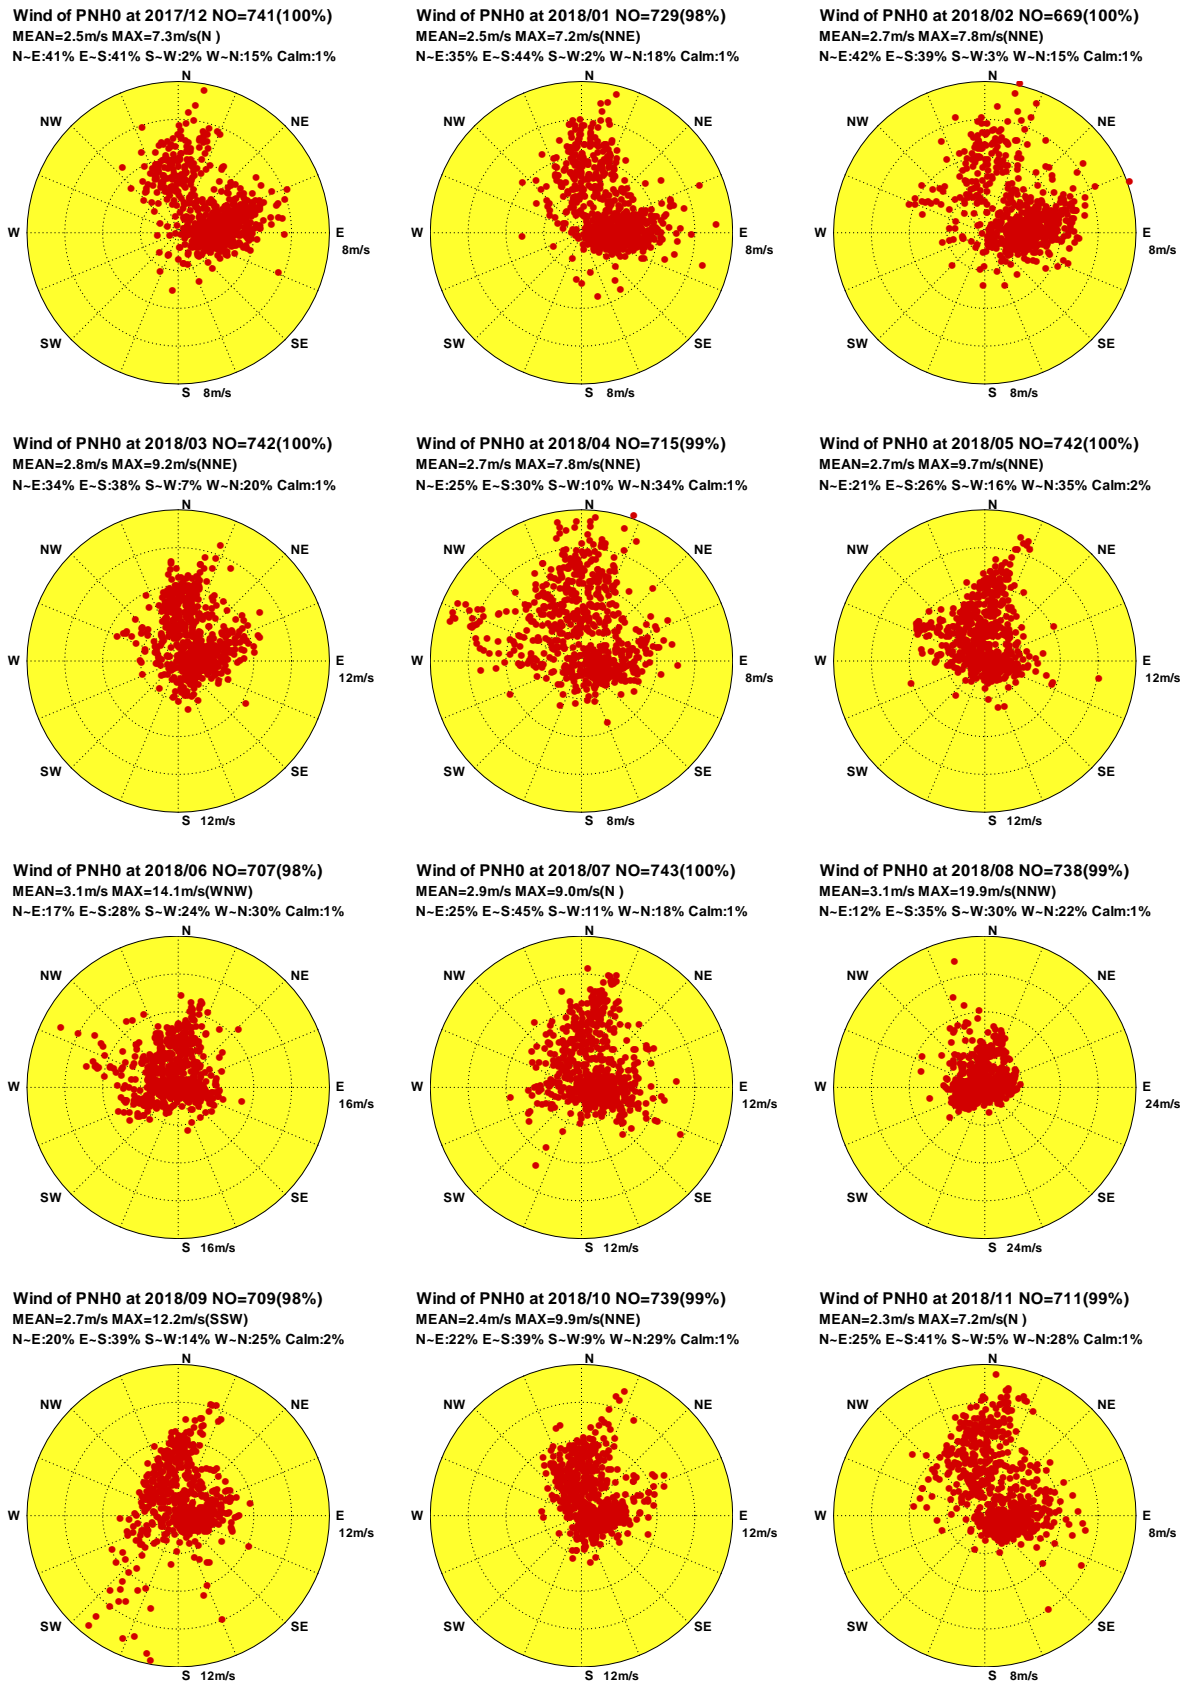 Wind of PNH0 at 2017/12 NO=741(100%)
MEAN=2.5m/s MAX=7.3m/s(N )
N~E:41% E~S:41% S~W:2% W~N:15% Calm:1%
N
NW
NE
W
E
8m/s
SW
SE
S 8m/s
Wind of PNH0 at 2018/01 NO=729(98%)
MEAN=2.5m/s MAX=7.2m/s(NNE)
N~E:35% E~S:44% S~W:2% W~N:18% Calm:1%
N
NW
NE
W
E
8m/s
SW
SE
S 8m/s
Wind of PNH0 at 2018/02 NO=669(100%)
MEAN=2.7m/s MAX=7.8m/s(NNE)
N~E:42% E~S:39% S~W:3% W~N:15% Calm:1%
N
NW
NE
W
E
8m/s
SW
SE
S 8m/s
Wind of PNH0 at 2018/03 NO=742(100%)
MEAN=2.8m/s MAX=9.2m/s(NNE)
N~E:34% E~S:38% S~W:7% W~N:20% Calm:1%
N
NW
NE
W
E
12m/s
SW
SE
S 12m/s
Wind of PNH0 at 2018/04 NO=715(99%)
MEAN=2.7m/s MAX=7.8m/s(NNE)
N~E:25% E~S:30% S~W:10% W~N:34% Calm:1%
N
NW
NE
W
E
8m/s
SW
SE
S 8m/s
Wind of PNH0 at 2018/05 NO=742(100%)
MEAN=2.7m/s MAX=9.7m/s(NNE)
N~E:21% E~S:26% S~W:16% W~N:35% Calm:2%
N
NW
NE
W
E
12m/s
SW
SE
S 12m/s
Wind of PNH0 at 2018/06 NO=707(98%)
MEAN=3.1m/s MAX=14.1m/s(WNW)
N~E:17% E~S:28% S~W:24% W~N:30% Calm:1%
N
NW
NE
W
E
16m/s
SW
SE
S 16m/s
Wind of PNH0 at 2018/07 NO=743(100%)
MEAN=2.9m/s MAX=9.0m/s(N )
N~E:25% E~S:45% S~W:11% W~N:18% Calm:1%
N
NW
NE
W
E
12m/s
SW
SE
S 12m/s
Wind of PNH0 at 2018/08 NO=738(99%)
MEAN=3.1m/s MAX=19.9m/s(NNW)
N~E:12% E~S:35% S~W:30% W~N:22% Calm:1%
N
NW
NE
W
E
24m/s
SW
SE
S 24m/s
Wind of PNH0 at 2018/09 NO=709(98%)
MEAN=2.7m/s MAX=12.2m/s(SSW)
N~E:20% E~S:39% S~W:14% W~N:25% Calm:2%
N
NW
NE
W
E
12m/s
SW
SE
S 12m/s
Wind of PNH0 at 2018/10 NO=739(99%)
MEAN=2.4m/s MAX=9.9m/s(NNE)
N~E:22% E~S:39% S~W:9% W~N:29% Calm:1%
N
NW
NE
W
E
12m/s
SW
SE
S 12m/s
Wind of PNH0 at 2018/11 NO=711(99%)
MEAN=2.3m/s MAX=7.2m/s(N )
N~E:25% E~S:41% S~W:5% W~N:28% Calm:1%
N
NW
NE
W
E
8m/s
SW
SE
S 8m/s